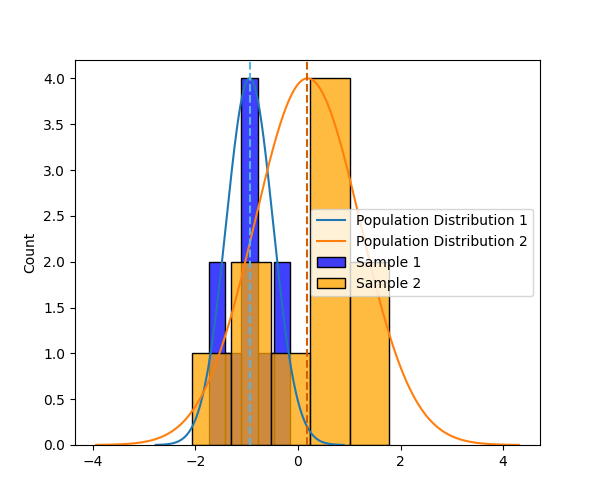 4.0
3.5
3.0
2.5
2.0
1.5
1.0
0.5
0.0
Count
Population Distribution 1
Population Distribution 2
Sample 1
Sample 2
−4
−2
0
2
4